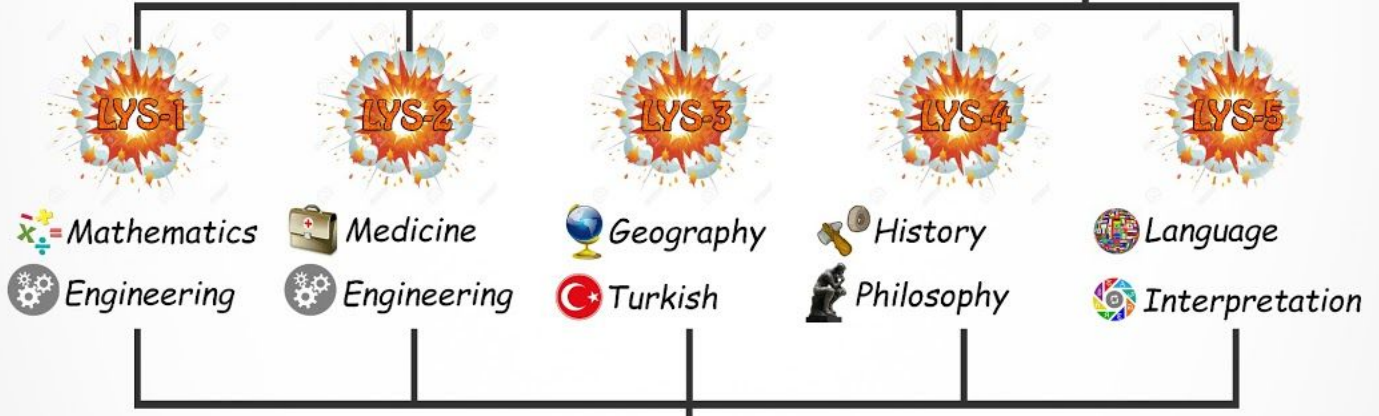 LYS-1 LYS-2 LYS-3 LYS-4 LYS-5
Mathematics Medicine Geography History Language
Engineering Engineering Turkish Philosophy Interpretation